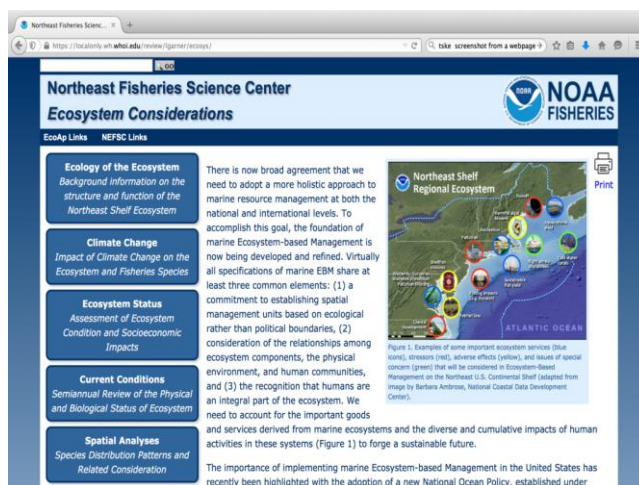 Northeast Fisheries Scienc...
https://localonly.wh.whoi.edu/review/lgarner/ecosys/
tske screenshot from a webpage
GO
Northeast Fisheries Science Center
Ecosystem Considerations
NOAA
FISHERIES
EcoAp Links NEFSC Links
Ecology of the Ecosystem
Background information on the
structure and function of the
Northeast Shelf Ecosystem
Climate Change
Impact of Climate Change on the
Ecosystem and Fisheries Species
Ecosystem Status
Assessment of Ecosystem
Condition and Socioeconomic
Impacts
Current Conditions
Semiannual Review of the Physical
and Biological Status of Ecosystem
Spatial Analyses
Species Distribution Patterns and
Related Consideration
There is now broad agreement that we
need to adopt a more holistic approach to
marine resource management at both the
national and international levels. To
accomplish this goal, the foundation of
marine Ecosystem-based Management is
now being developed and refined. Virtually
all specifications of marine EBM share at
least three common elements: (1) a
commitment to establishing spatial
management units based on ecological
rather than political boundaries, (2)
consideration of the relationships among
ecosystem components, the physical
environment, and human communities,
and (3) the recognition that humans are
an integral part of the ecosystem. We
need to account for the important goods
and services derived from marine ecosystems and the diverse and cumulative impacts of human
activities in these systems (Figure 1) to forge a sustainable future.
The importance of implementing marine Ecosystem-based Management in the United States has
recently been highlighted with the adoption of a new National Ocean Policy, established under
Northeast Shelf
Regional Ecosystem
ATLANTIC OCEAN
Figure 1. Examples of some important ecosystem services (blue
icons), stressors (red), adverse effects (yellow), and issues of special
concern (green) that will be considered in Ecosystem-Based
Management on the Northeast U.S. Continental Shelf (adapted from
image by Barbara Ambrose, National Coastal Data Development
Center).
Print